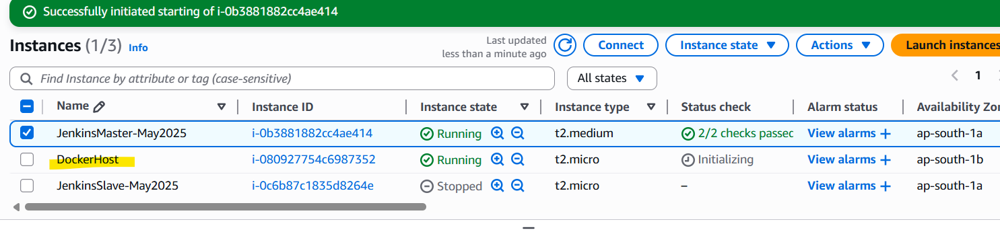 Successfully initiated starting of i-0b3881882cc4ae414
Instances (1/3) Info
Last updated
less than a minute ago
Connect
Instance state
Actions
Launch instances
Find Instance by attribute or tag (case-sensitive)
All states
1
Name Instance ID Instance state Instance type Status check Alarm status Availability Zo
JenkinsMaster-May2025 i-0b3881882cc4ae414 Running t2.medium 2/2 checks passec View alarms + ap-south-1a
DockerHost i-080927754c6987352 Running t2.micro Initializing View alarms + ap-south-1b
JenkinsSlave-May2025 i-0c6b87c1835d8264e Stopped t2.micro – View alarms + ap-south-1a